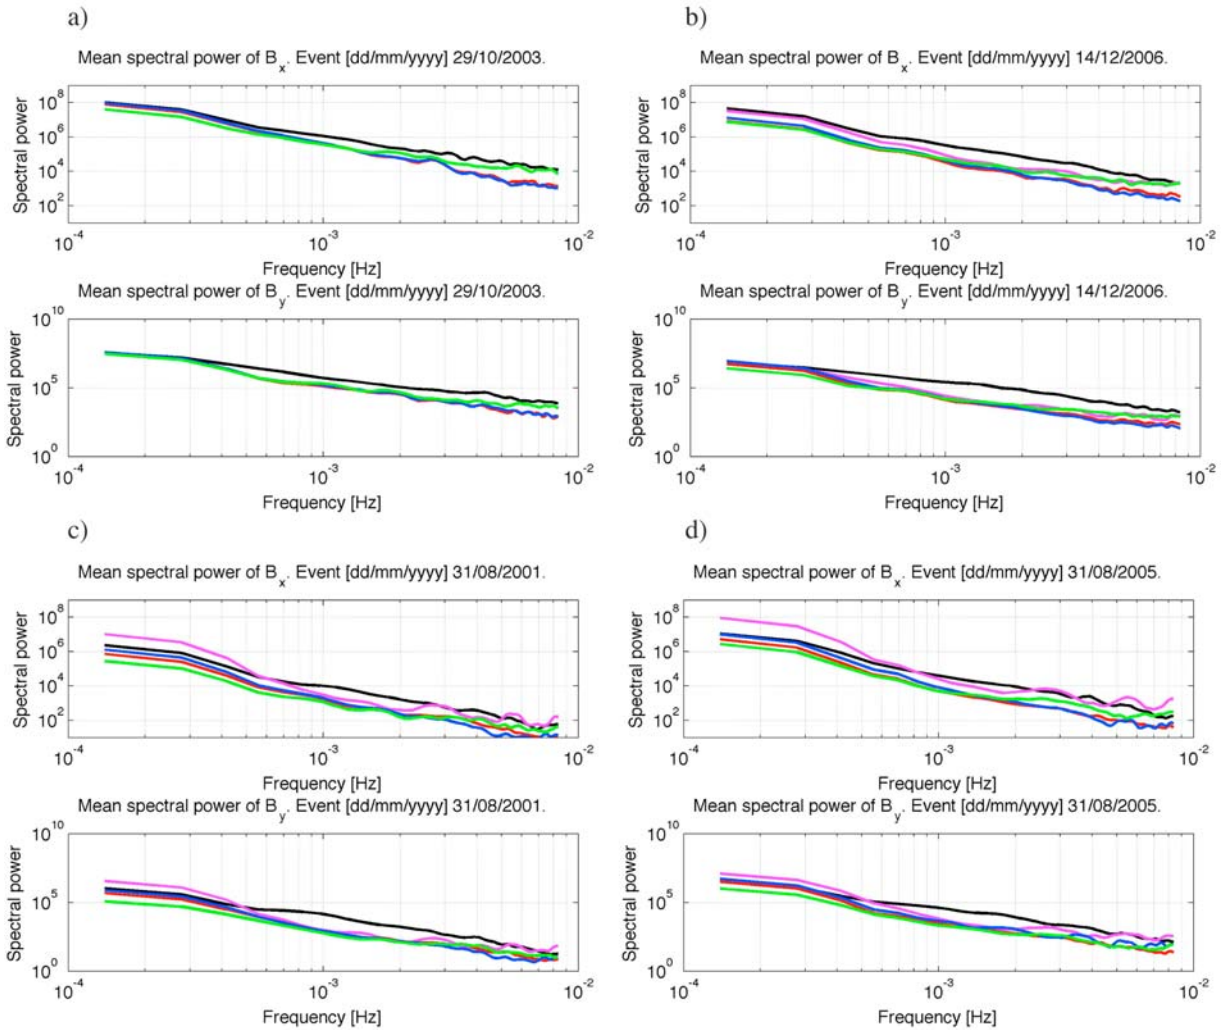 a)
Mean spectral power of Bx. Event [dd/mm/yyyy] 29/10/2003.
Spectral power
10^8
10^6
10^4
10^2
10^-4
10^-3
10^-2
Frequency [Hz]
Mean spectral power of By. Event [dd/mm/yyyy] 29/10/2003.
Spectral power
10^10
10^5
10^0
10^-4
10^-3
10^-2
Frequency [Hz]
b)
Mean spectral power of Bx. Event [dd/mm/yyyy] 14/12/2006.
Spectral power
10^8
10^6
10^4
10^2
10^-4
10^-3
10^-2
Frequency [Hz]
Mean spectral power of By. Event [dd/mm/yyyy] 14/12/2006.
Spectral power
10^10
10^5
10^0
10^-4
10^-3
10^-2
Frequency [Hz]
c)
Mean spectral power of Bx. Event [dd/mm/yyyy] 31/08/2001.
Spectral power
10^8
10^6
10^4
10^2
10^-4
10^-3
10^-2
Frequency [Hz]
Mean spectral power of By. Event [dd/mm/yyyy] 31/08/2001.
Spectral power
10^10
10^5
10^0
10^-4
10^-3
10^-2
Frequency [Hz]
d)
Mean spectral power of Bx. Event [dd/mm/yyyy] 31/08/2005.
Spectral power
10^8
10^6
10^4
10^2
10^-4
10^-3
10^-2
Frequency [Hz]
Mean spectral power of By. Event [dd/mm/yyyy] 31/08/2005.
Spectral power
10^10
10^5
10^0
10^-4
10^-3
10^-2
Frequency [Hz]